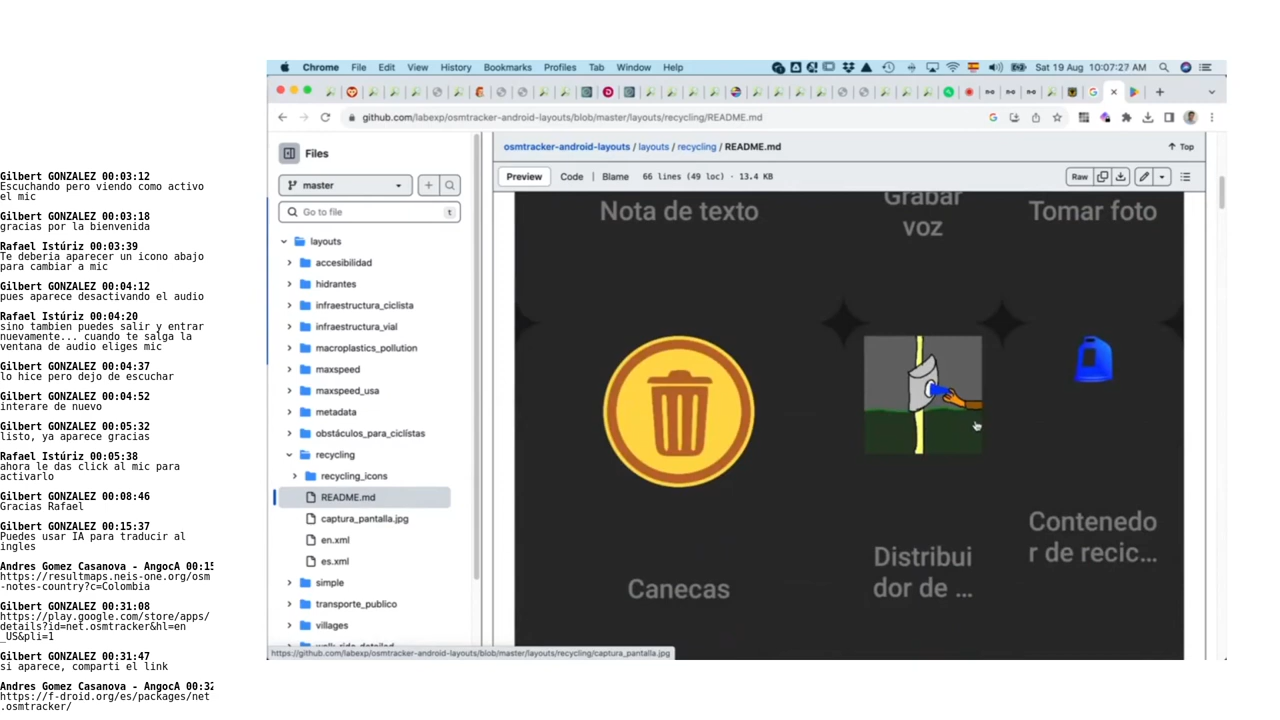 Gilbert GONZALEZ 00:03:12
Escuchando pero viendo como activo
el mic
Gilbert GONZALEZ 00:03:18
gracias por la bienvenida
Rafael Istúriz 00:03:39
Te deberia aparecer un icono abajo
para cambiar a mic
Gilbert GONZALEZ 00:04:12
pues aparece desactivando el audio
Rafael Istúriz 00:04:20
sino tambien puedes salir y entrar
nuevamente... cuando te salga la
ventana de audio eliges mic
Gilbert GONZALEZ 00:04:37
lo hice pero dejo de escuchar
Gilbert GONZALEZ 00:04:52
interare de nuevo
Gilbert GONZALEZ 00:05:32
listo, ya aparece gracias
Rafael Istúriz 00:05:38
ahora le das click al mic para
activarlo
Gilbert GONZALEZ 00:08:46
Gracias Rafael
Gilbert GONZALEZ 00:15:37
Puedes usar IA para traducir al
ingles
Andres Gomez Casanova - AngocA 00:15
https://resultmaps.neis-one.org/osm
-notes-country?c=Colombia
Gilbert GONZALEZ 00:31:08
https://play.google.com/store/apps/
details?id=net.osmtracker&hl=en
_US&pli=1
Gilbert GONZALEZ 00:31:47
si aparece, comparti el link
Andres Gomez Casanova - AngocA 00:32
https://f-droid.org/es/packages/net
.osmtracker/
Chrome File Edit View History Bookmarks Profiles Tab Window Help Sat 19 Aug 10:07:27 AM
github.com/labexp/osmtracker-android-layouts/blob/master/layouts/recycling/README.md
Files
master
Go to file t
layouts
accesibilidad
hidrantes
infraestructura_ciclista
infraestructura_vial
macroplastics_pollution
maxspeed
maxspeed_usa
metadata
obstáculos_para_ciclístas
recycling
recycling_icons
README.md
captura_pantalla.jpg
en.xml
es.xml
simple
transporte_publico
villages
https://github.com/labexp/osmtracker-android-layouts/blob/master/layouts/recycling/captura_pantalla.jpg
osmtracker-android-layouts / layouts / recycling / README.md
Top
Preview Code Blame 66 lines (49 loc) · 13.4 KB Raw
Nota de texto
Grabar
voz
Tomar foto
Canecas
Distribui
dor de ...
Contenedo
r de recic...